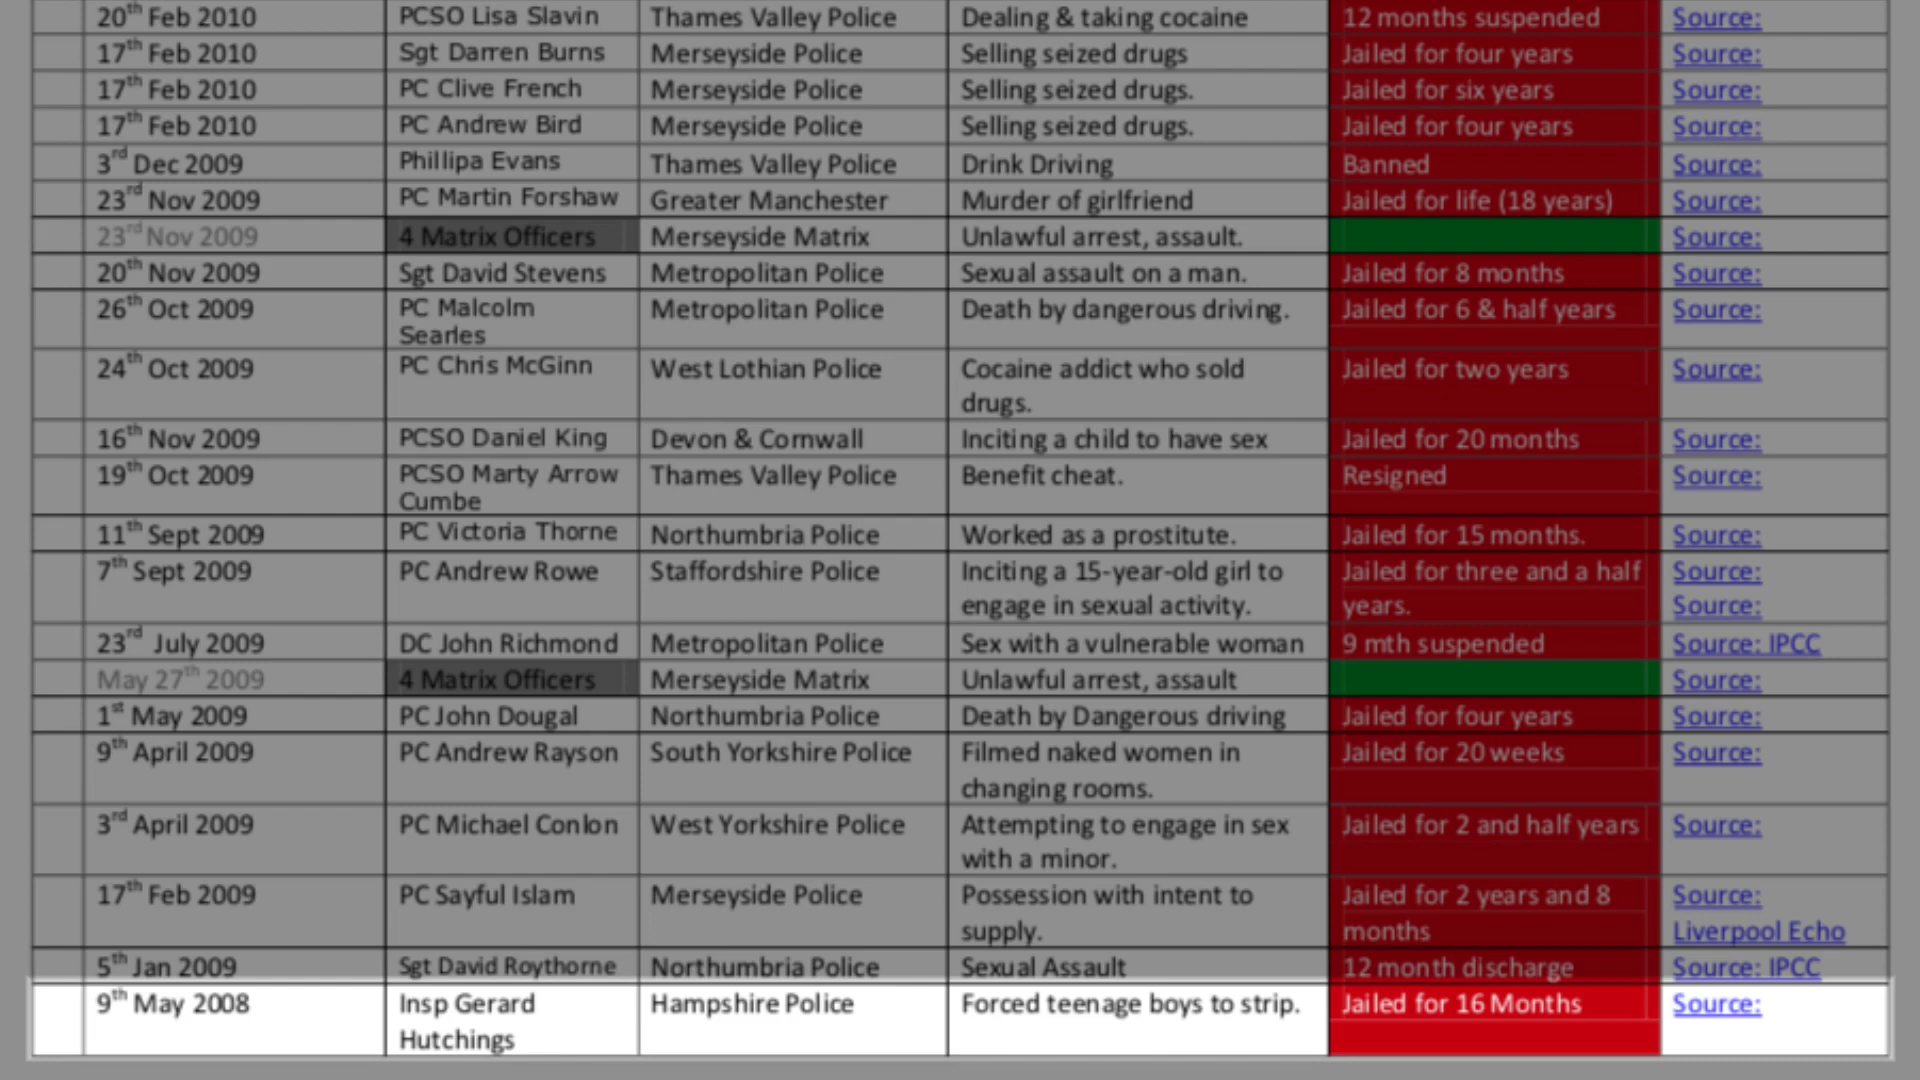 20th Feb 2010 PCSO Lisa Slavin Thames Valley Police Dealing & taking cocaine 12 months suspended Source:
17th Feb 2010 Sgt Darren Burns Merseyside Police Selling seized drugs Jailed for four years Source:
17th Feb 2010 PC Clive French Merseyside Police Selling seized drugs. Jailed for six years Source:
17th Feb 2010 PC Andrew Bird Merseyside Police Selling seized drugs. Jailed for four years Source:
3rd Dec 2009 Phillipa Evans Thames Valley Police Drink Driving Banned Source:
23rd Nov 2009 PC Martin Forshaw Greater Manchester Murder of girlfriend Jailed for life (18 years) Source:
23rd Nov 2009 4 Matrix Officers Merseyside Matrix Unlawful arrest, assault. Source:
20th Nov 2009 Sgt David Stevens Metropolitan Police Sexual assault on a man. Jailed for 8 months Source:
26th Oct 2009 PC Malcolm Metropolitan Police Death by dangerous driving. Jailed for 6 & half years Source:
Searles
24th Oct 2009 PC Chris McGinn West Lothian Police Cocaine addict who sold Jailed for two years Source:
drugs.
16th Nov 2009 PCSO Daniel King Devon & Cornwall Inciting a child to have sex Jailed for 20 months Source:
19th Oct 2009 PCSO Marty Arrow Thames Valley Police Benefit cheat. Resigned Source:
Cumbe
11th Sept 2009 PC Victoria Thorne Northumbria Police Worked as a prostitute. Jailed for 15 months. Source:
7th Sept 2009 PC Andrew Rowe Staffordshire Police Inciting a 15-year-old girl to Jailed for three and a half Source:
engage in sexual activity. years. Source:
23rd July 2009 DC John Richmond Metropolitan Police Sex with a vulnerable woman 9 mth suspended Source: IPCC
May 27th 2009 4 Matrix Officers Merseyside Matrix Unlawful arrest, assault Source:
1st May 2009 PC John Dougal Northumbria Police Death by Dangerous driving Jailed for four years Source:
9th April 2009 PC Andrew Rayson South Yorkshire Police Filmed naked women in Jailed for 20 weeks Source:
changing rooms.
3rd April 2009 PC Michael Conlon West Yorkshire Police Attempting to engage in sex Jailed for 2 and half years Source:
with a minor.
17th Feb 2009 PC Sayful Islam Merseyside Police Possession with intent to Jailed for 2 years and 8 Source:
supply. months Liverpool Echo
5th Jan 2009 Sgt David Roythorne Northumbria Police Sexual Assault 12 month discharge Source: IPCC
9th May 2008 Insp Gerard Hampshire Police Forced teenage boys to strip. Jailed for 16 Months Source:
Hutchings